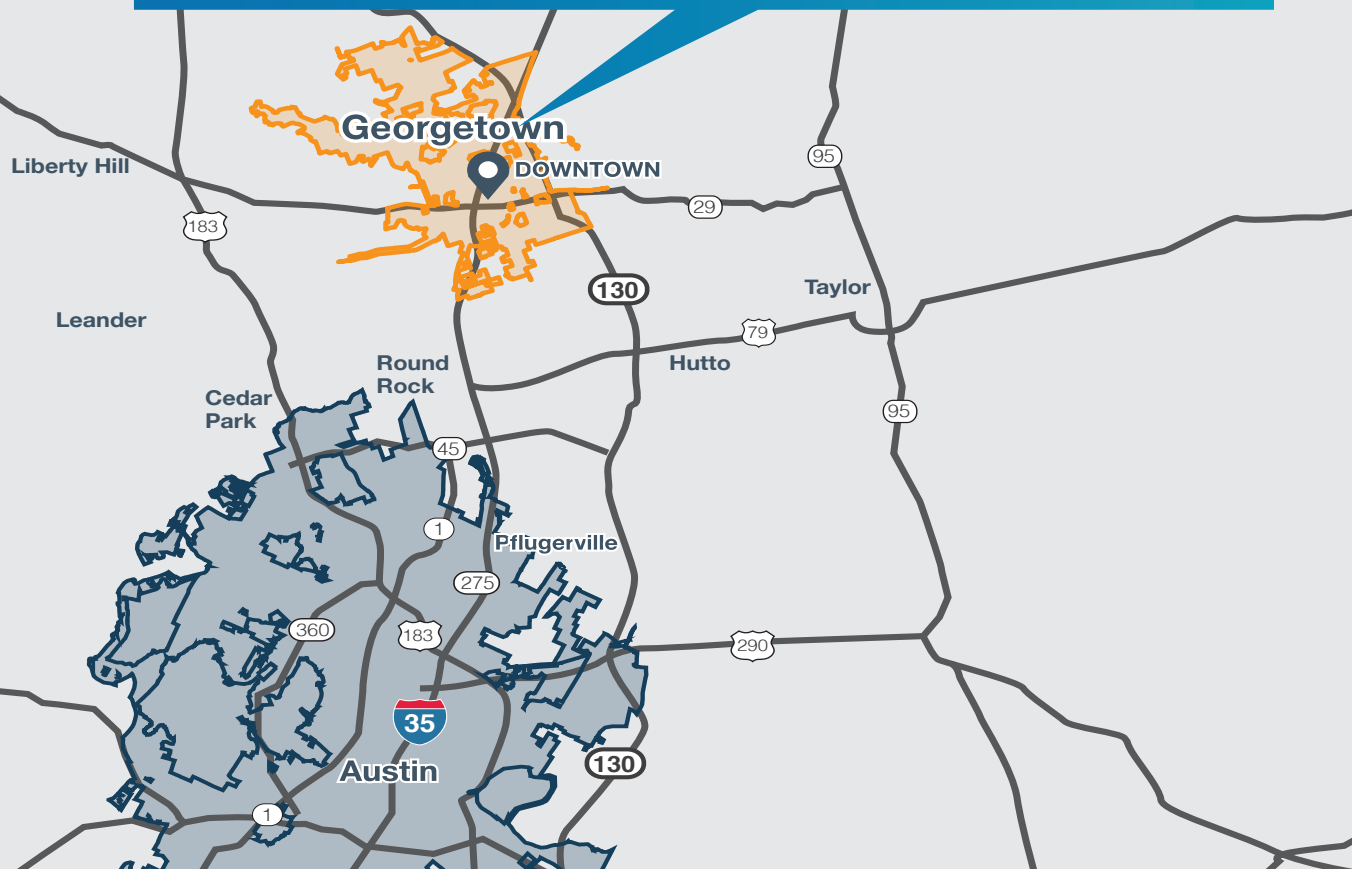 Georgetown
95
Liberty Hill
DOWNTOWN
29
183
130
Taylor
Leander
79
Round
Rock
Hutto
Cedar
Park
95
45
1
Pflugerville
275
360
183
290
35
130
Austin
1